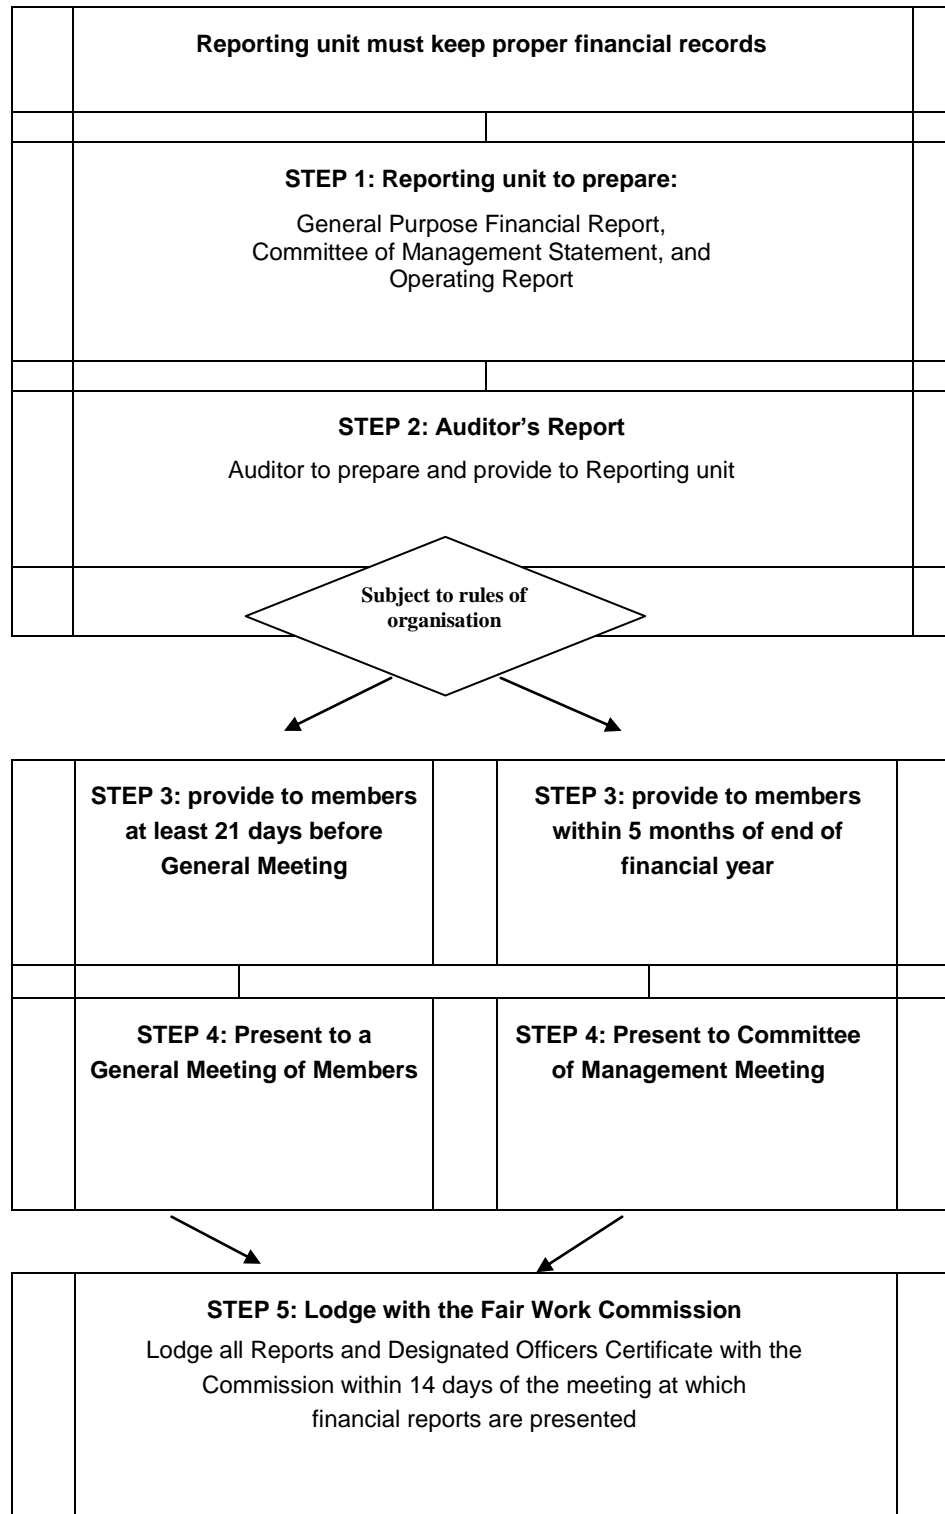 Reporting unit must keep proper financial records
STEP 1: Reporting unit to prepare:
General Purpose Financial Report,
Committee of Management Statement, and
Operating Report
STEP 2: Auditor’s Report
Auditor to prepare and provide to Reporting unit
Subject to rules of
organisation
STEP 3: provide to members
at least 21 days before
General Meeting
STEP 3: provide to members
within 5 months of end of
financial year
STEP 4: Present to a
General Meeting of Members
STEP 4: Present to Committee
of Management Meeting
STEP 5: Lodge with the Fair Work Commission
Lodge all Reports and Designated Officers Certificate with the
Commission within 14 days of the meeting at which
financial reports are presented